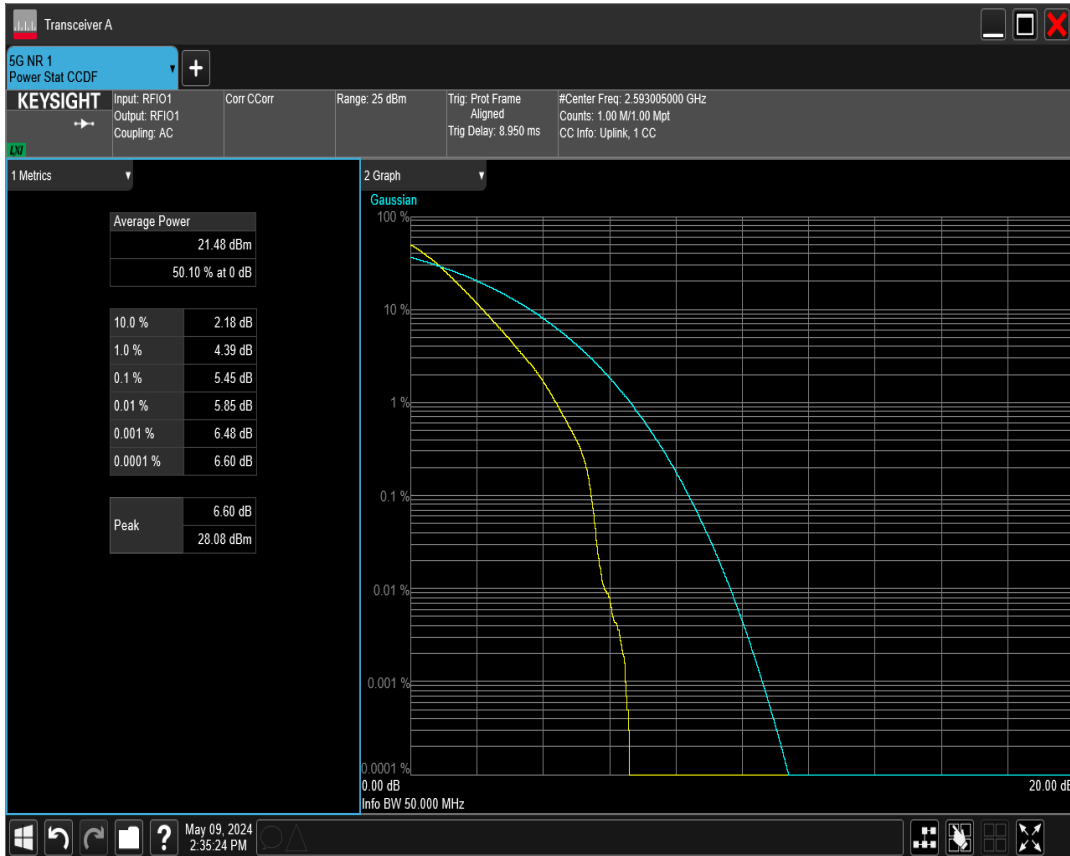 Transceiver A
5G NR 1
Power Stat CCDF
KEYSIGHT
LXI
Input: RFIO1
Output: RFIO1
Coupling: AC
Corr CCorr
Range: 25 dBm
Trig: Prot Frame
Aligned
Trig Delay: 8.950 ms
#Center Freq: 2.593005000 GHz
Counts: 1.00 M/1.00 Mpt
CC Info: Uplink, 1 CC
1 Metrics
Average Power
21.48 dBm
50.10 % at 0 dB
10.0 % 2.18 dB
1.0 % 4.39 dB
0.1 % 5.45 dB
0.01 % 5.85 dB
0.001 % 6.48 dB
0.0001 % 6.60 dB
Peak
6.60 dB
28.08 dBm
2 Graph
Gaussian
100 %
10 %
1 %
0.1 %
0.01 %
0.001 %
0.0001 %
0.00 dB 20.00 dB
Info BW 50.000 MHz
?
May 09, 2024
2:35:24 PM